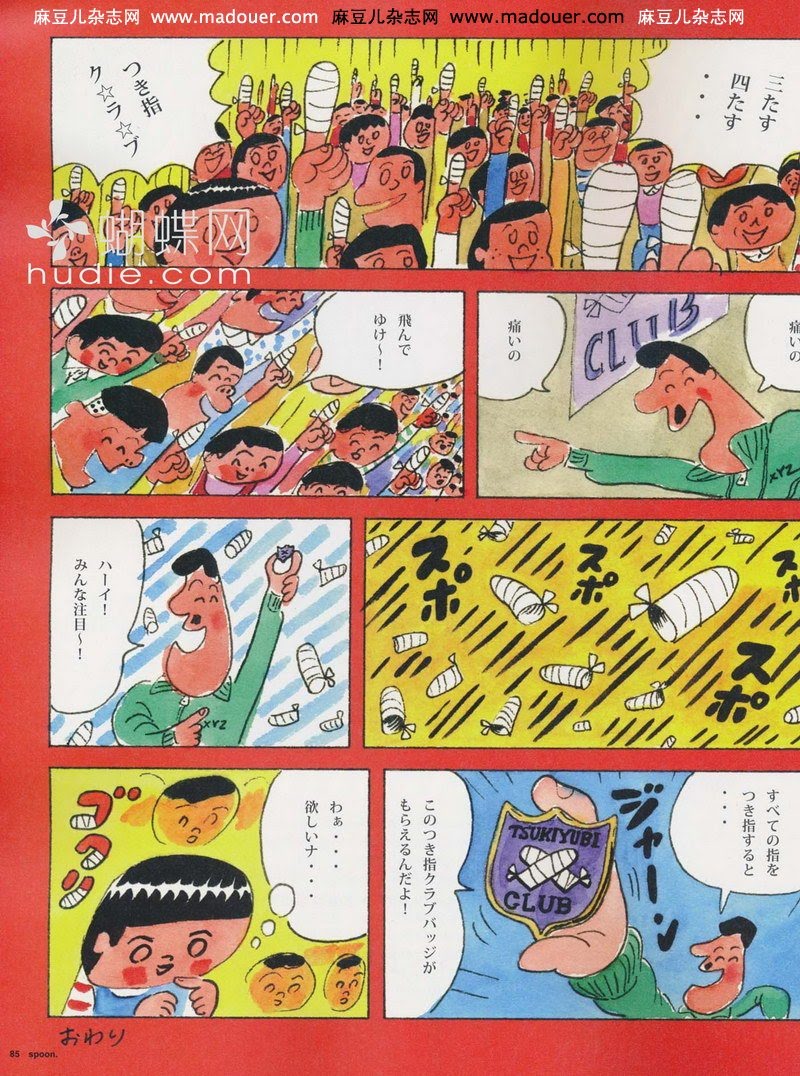 麻豆儿杂志网 www.madouer.com 麻豆儿杂志网 www.madouer.com 麻豆儿杂志网
三たす
四たす
・・・
つき指
ク☆ラ☆ブ
蝴蝶网
hudie.com
CLUB
痛いの
痛いの
XYZ
飛んで
ゆけ〜!
スポ
スポ
スポ
スポ
ハーイ!
みんな注目〜!
XYZ
すべての指を
つき指すると
・・・
ジャーーン
このつき指クラブバッジが
もらえるんだよ!
TSUKIYUBI
CLUB
わぁ・・・
欲しいナ・・・
ゴクリ
おわり
85 spoon.